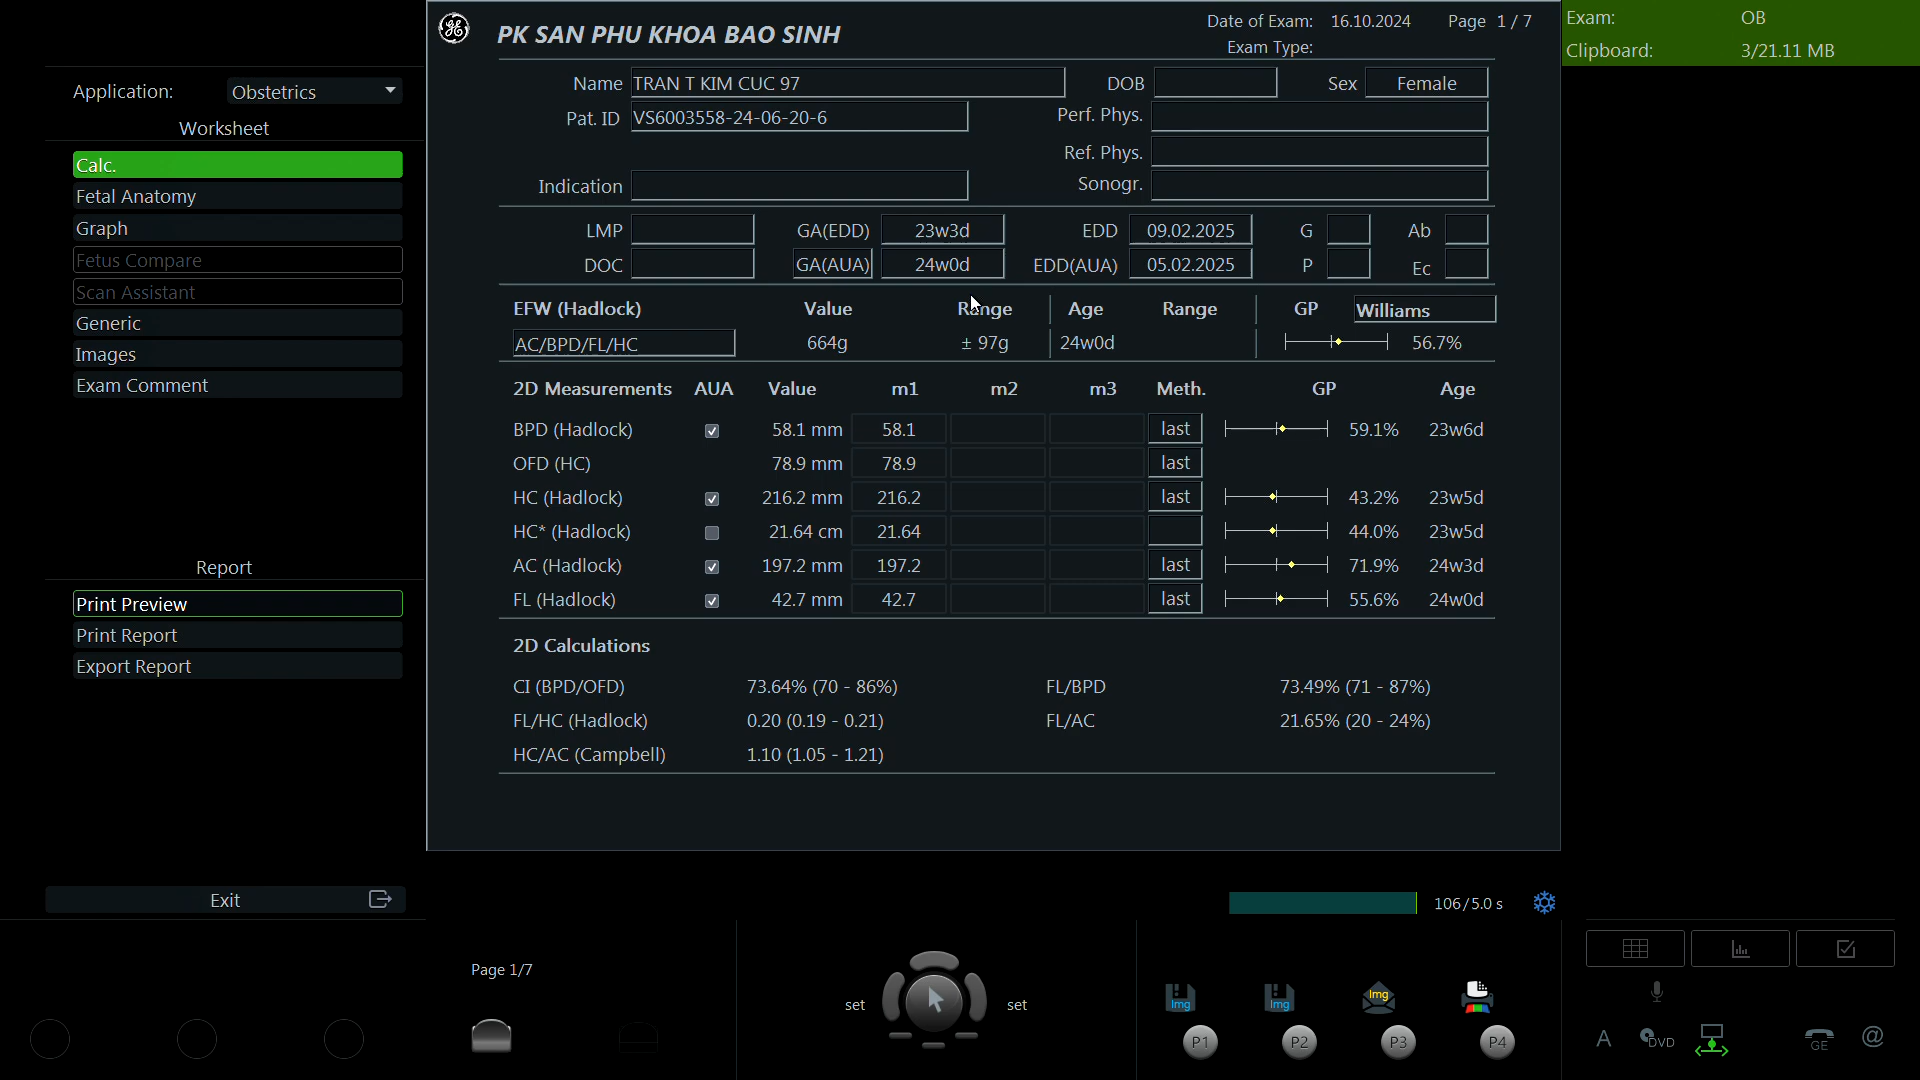 PK SAN PHU KHOA BAO SINH
Date of Exam: 16.10.2024 Page 1 / 7
Exam Type:
Exam: OB
Clipboard: 3/21.11 MB
Application: Obstetrics
Worksheet
Calc.
Fetal Anatomy
Graph
Fetus Compare
Scan Assistant
Generic
Images
Exam Comment
Report
Print Preview
Print Report
Export Report
Exit
Name TRAN T KIM CUC 97 DOB Sex Female
Pat. ID VS6003558-24-06-20-6 Perf. Phys.
Ref. Phys.
Indication Sonogr.
LMP GA(EDD) 23w3d EDD 09.02.2025 G Ab
DOC GA(AUA) 24w0d EDD(AUA) 05.02.2025 P Ec
EFW (Hadlock) Value Range Age Range GP Williams
AC/BPD/FL/HC 664g ± 97g 24w0d 56.7%
2D Measurements AUA Value m1 m2 m3 Meth. GP Age
BPD (Hadlock) 58.1 mm 58.1 last 59.1% 23w6d
OFD (HC) 78.9 mm 78.9 last
HC (Hadlock) 216.2 mm 216.2 last 43.2% 23w5d
HC* (Hadlock) 21.64 cm 21.64 44.0% 23w5d
AC (Hadlock) 197.2 mm 197.2 last 71.9% 24w3d
FL (Hadlock) 42.7 mm 42.7 last 55.6% 24w0d
2D Calculations
CI (BPD/OFD) 73.64% (70 - 86%) FL/BPD 73.49% (71 - 87%)
FL/HC (Hadlock) 0.20 (0.19 - 0.21) FL/AC 21.65% (20 - 24%)
HC/AC (Campbell) 1.10 (1.05 - 1.21)
106/5.0 s
Page 1/7
set set
Img Img Img
P1 P2 P3 P4
A DVD GE @